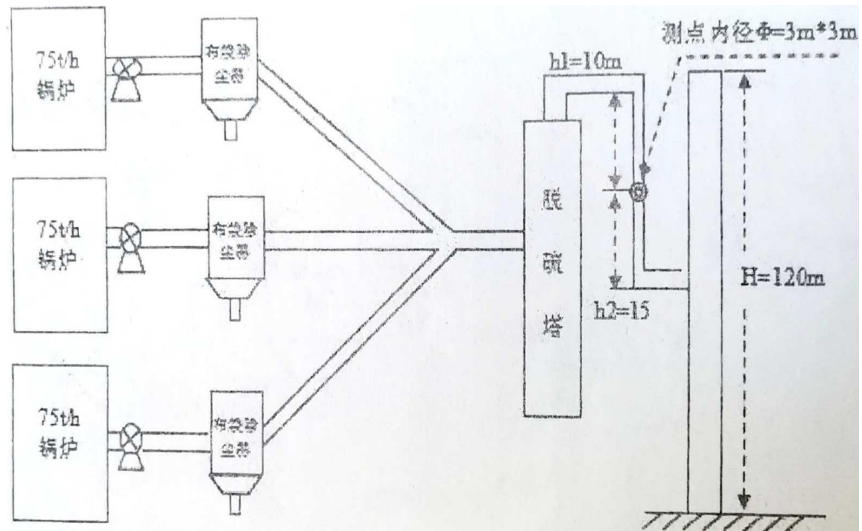 75t/h
锅炉
布袋除
尘器
测点内径Φ=3m*3m
h1=10m
75t/h
锅炉
布袋除
尘器
脱
硫
塔
H=120m
h2=15
75t/h
锅炉
布袋除
尘器